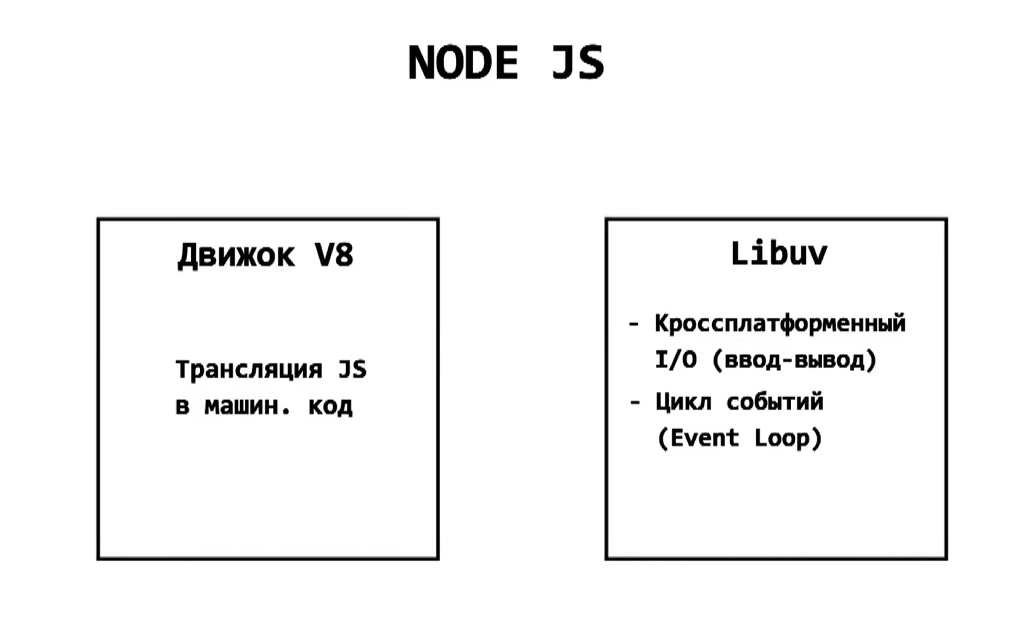 NODE JS
Движок V8
Трансляция JS
в машин. код
Libuv
- Кроссплатформенный
I/O (ввод-вывод)
- Цикл событий
(Event Loop)